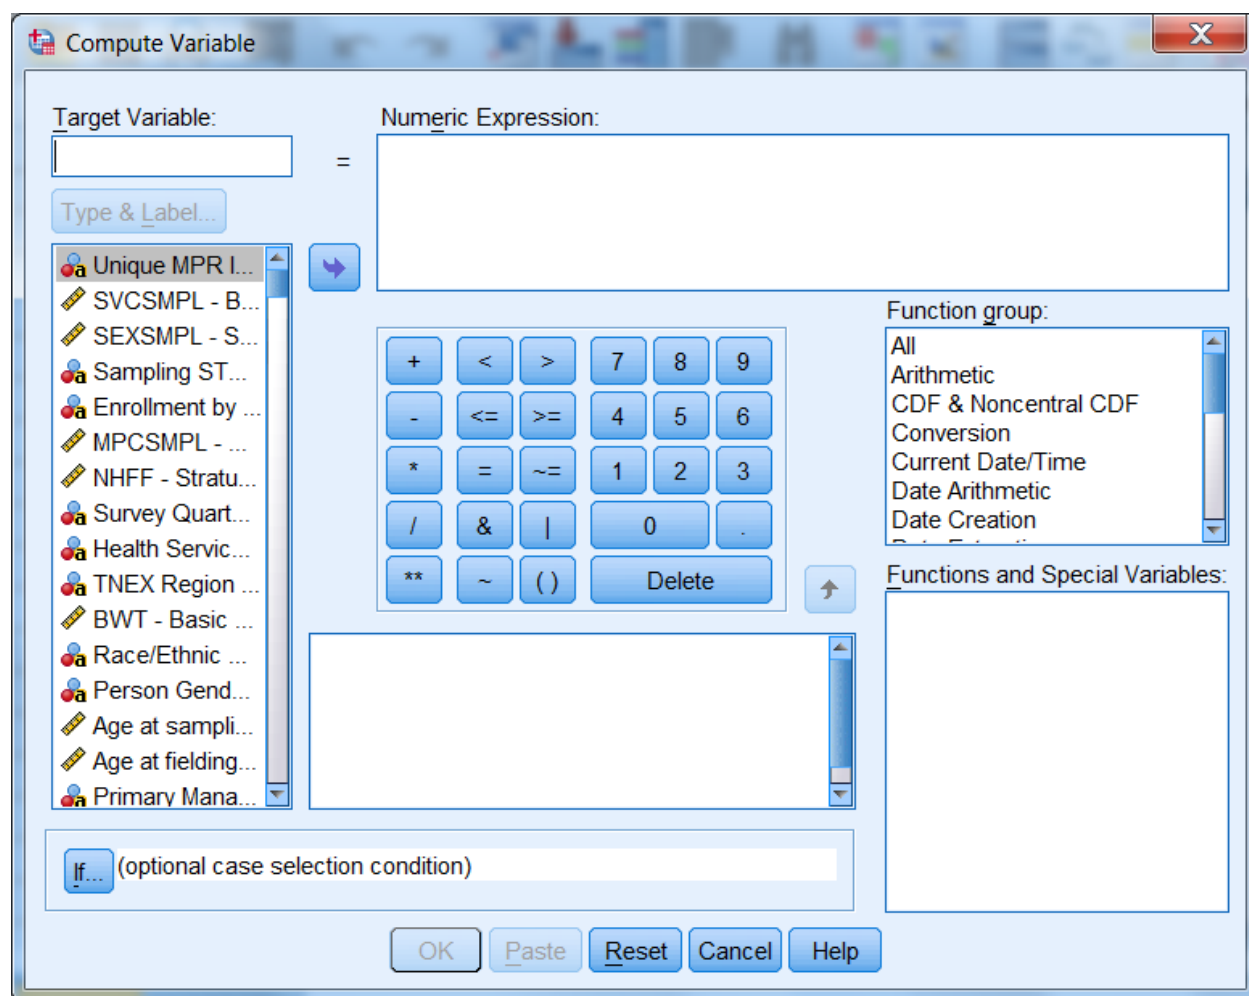 Compute Variable
Target Variable:
Numeric Expression:
=
Type & Label...
Unique MPR I...
SVCSMPL - B...
SEXSMPL - S...
Sampling ST...
Enrollment by ...
MPCSMPL - ...
NHFF - Stratu...
Survey Quart...
Health Servic...
TNEX Region ...
BWT - Basic ...
Race/Ethnic ...
Person Gend...
Age at sampli...
Age at fielding...
Primary Mana...
+ < > 7 8 9
- <= >= 4 5 6
* = ~= 1 2 3
/ & | 0 .
** ~ ( ) Delete
Function group:
All
Arithmetic
CDF & Noncentral CDF
Conversion
Current Date/Time
Date Arithmetic
Date Creation
Functions and Special Variables:
If... (optional case selection condition)
OK Paste Reset Cancel Help